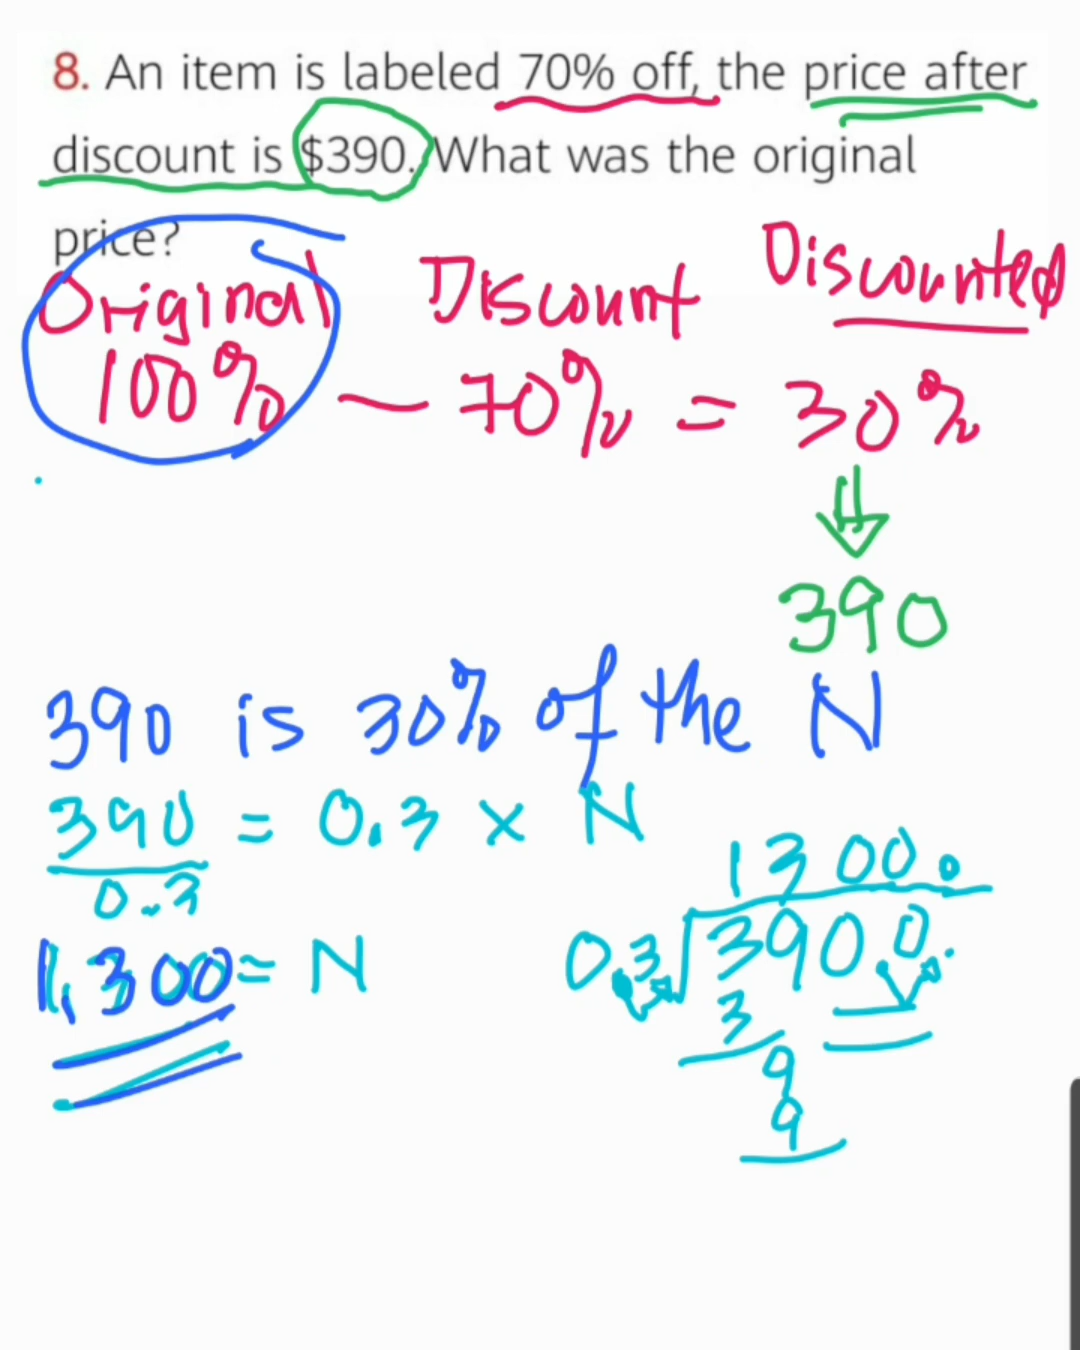 8. An item is labeled 70% off, the price after
discount is $390. What was the original
price?
Original Discount Discounted
100% - 70% = 30%
390
390 is 30% of the N
390 = 0.3 x N
0.3
1,300 = N
1300.
0.3 3900.
3
9
9